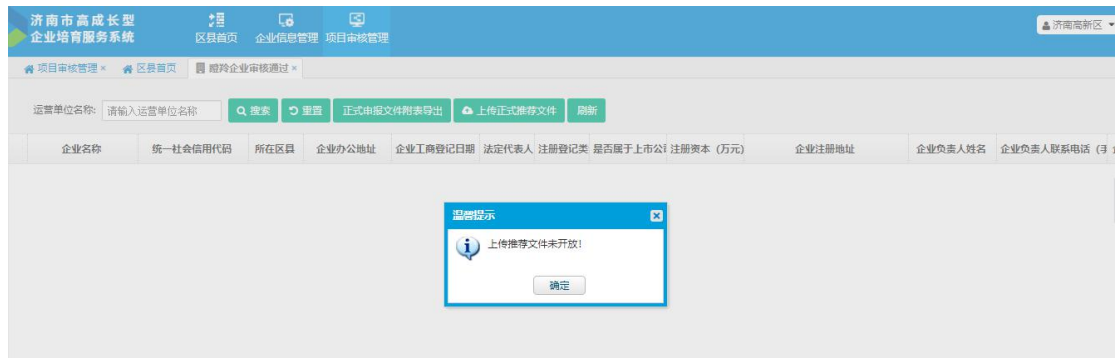 济南市高成长型
企业培育服务系统
区县首页 企业信息管理 项目审核管理
济南高新区
项目审核管理 × 区县首页 瞪羚企业审核通过 ×
运营单位名称: 请输入运营单位名称 搜索 重置 正式申报文件附表导出 上传正式推荐文件 刷新
企业名称 统一社会信用代码 所在区县 企业办公地址 企业工商登记日期 法定代表人 注册登记类 是否属于上市公司 注册资本（万元） 企业注册地址 企业负责人姓名 企业负责人联系电话（手
温馨提示
上传推荐文件未开放!
确定